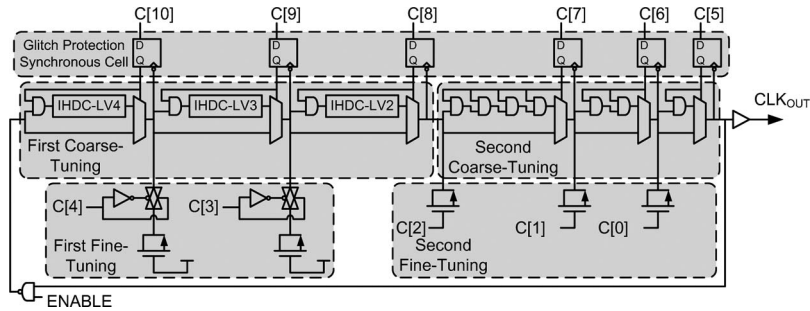 C[10] C[9] C[8] C[7] C[6] C[5]
Glitch Protection
Synchronous Cell
D D D D D D
Q Q Q Q Q Q
IHDC-LV4 IHDC-LV3 IHDC-LV2
CLKOUT
First Coarse-
Tuning
Second
Coarse-Tuning
C[4] C[3]
C[2] C[1] C[0]
First Fine-
Tuning
Second
Fine-Tuning
ENABLE